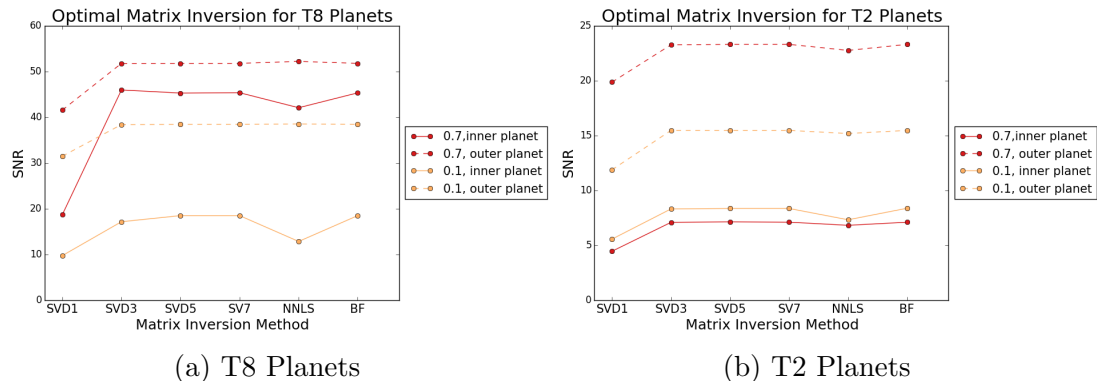 Optimal Matrix Inversion for T8 Planets
60
50
40
30
20
10
0
SNR
SVD1 SVD3 SVD5 SV7 NNLS BF
Matrix Inversion Method
0.7,inner planet
0.7, outer planet
0.1, inner planet
0.1, outer planet
(a) T8 Planets
Optimal Matrix Inversion for T2 Planets
25
20
15
10
5
0
SNR
SVD1 SVD3 SVD5 SV7 NNLS BF
Matrix Inversion Method
0.7,inner planet
0.7, outer planet
0.1, inner planet
0.1, outer planet
(b) T2 Planets